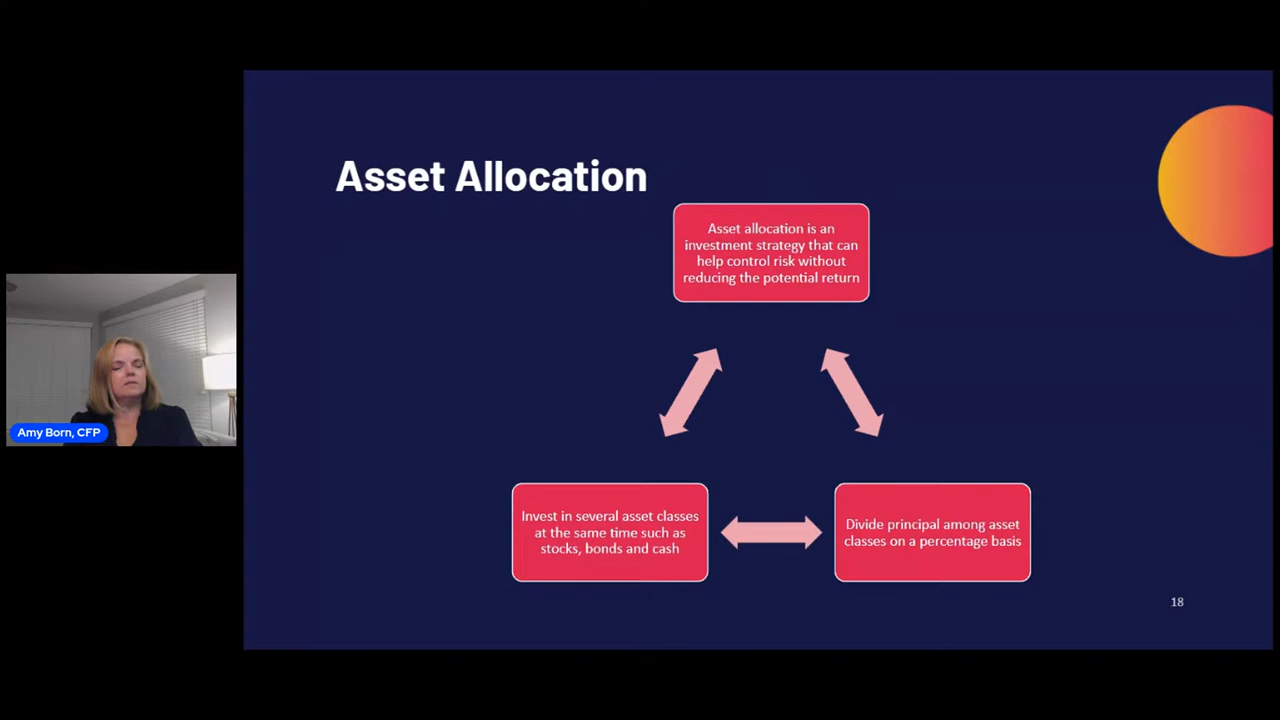 Asset Allocation
Asset allocation is an
investment strategy that can
help control risk without
reducing the potential return
Invest in several asset classes
at the same time such as
stocks, bonds and cash
Divide principal among asset
classes on a percentage basis
18
Amy Born, CFP